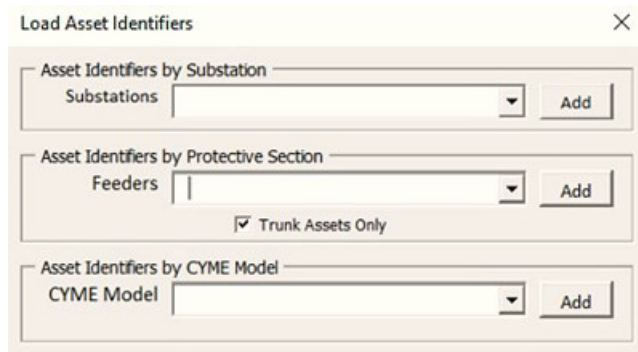 Load Asset Identifiers
Asset Identifiers by Substation
Substations Add
Asset Identifiers by Protective Section
Feeders Add
Trunk Assets Only
Asset Identifiers by CYME Model
CYME Model Add